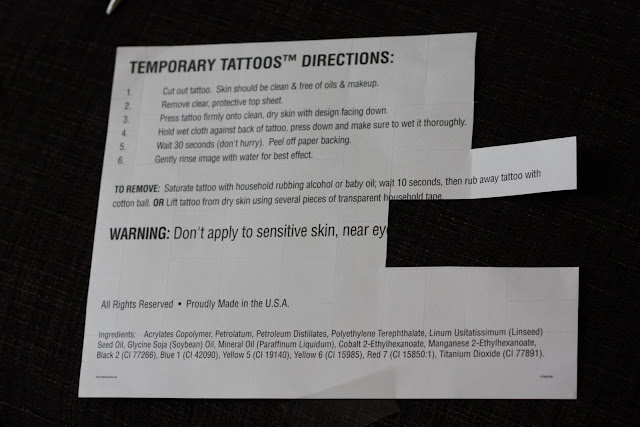 TEMPORARY TATTOOS™ DIRECTIONS:
1. Cut out tattoo. Skin should be clean & free of oils & makeup.
2. Remove clear, protective top sheet.
3. Press tattoo firmly onto clean, dry skin with design facing down.
4. Hold wet cloth against back of tattoo, press down and make sure to wet it thoroughly.
5. Wait 30 seconds (don't hurry). Peel off paper backing.
6. Gently rinse image with water for best effect.
TO REMOVE: Saturate tattoo with household rubbing alcohol or baby oil; wait 10 seconds, then rub away tattoo with
cotton ball. OR Lift tattoo from dry skin using several pieces of transparent household tape.
WARNING: Don't apply to sensitive skin, near eye
All Rights Reserved • Proudly Made in the U.S.A.
Ingredients: Acrylates Copolymer, Petrolatum, Petroleum Distillates, Polyethylene Terephthalate, Linum Usitatissimum (Linseed)
Seed Oil, Glycine Soja (Soybean) Oil, Mineral Oil (Paraffinum Liquidum), Cobalt 2-Ethylhexanoate, Manganese 2-Ethylhexanoate,
Black 2 (CI 77266), Blue 1 (CI 42090), Yellow 5 (CI 19140), Yellow 6 (CI 15985), Red 7 (CI 15850:1), Titanium Dioxide (CI 77891).